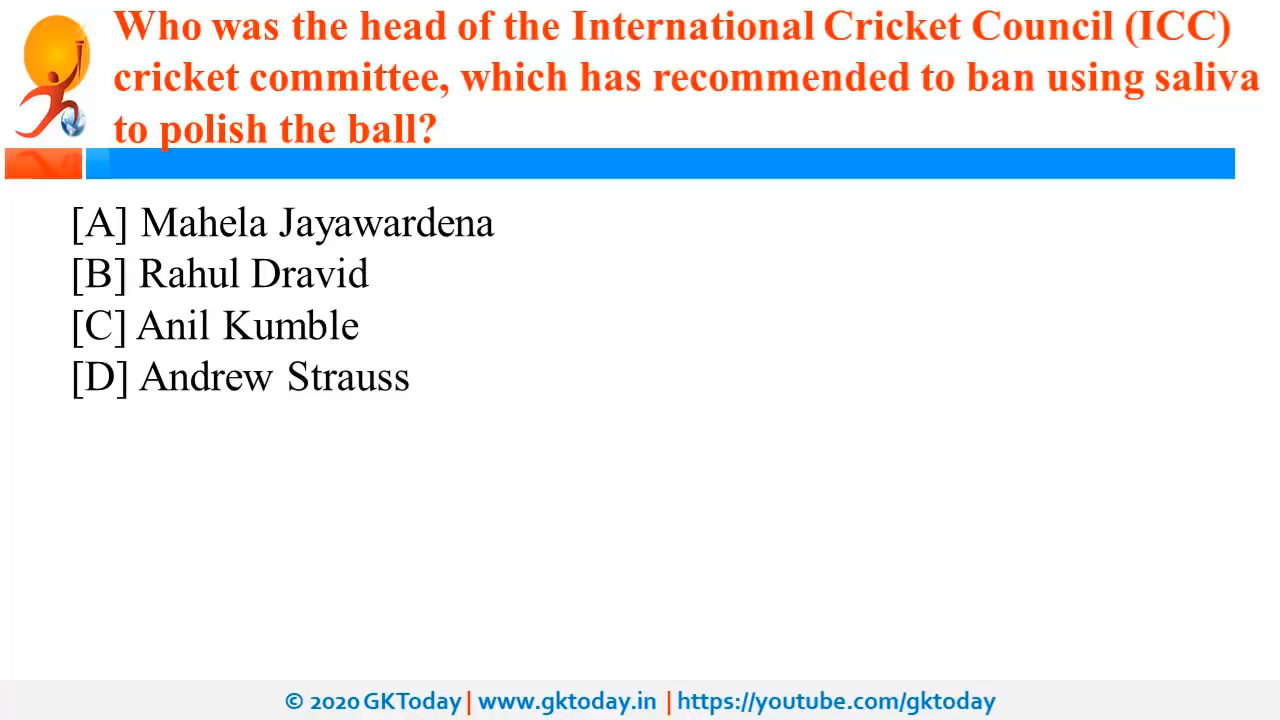 Who was the head of the International Cricket Council (ICC)
cricket committee, which has recommended to ban using saliva
to polish the ball?
[A] Mahela Jayawardena
[B] Rahul Dravid
[C] Anil Kumble
[D] Andrew Strauss
© 2020 GKToday | www.gktoday.in | https://youtube.com/gktoday